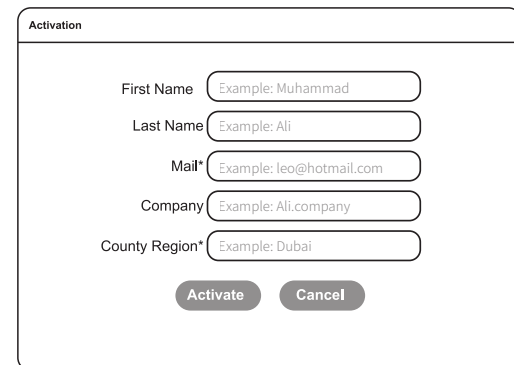 Activation
First Name Example: Muhammad
Last Name Example: Ali
Mail* Example: leo@hotmail.com
Company Example: Ali.company
County Region* Example: Dubai
Activate Cancel